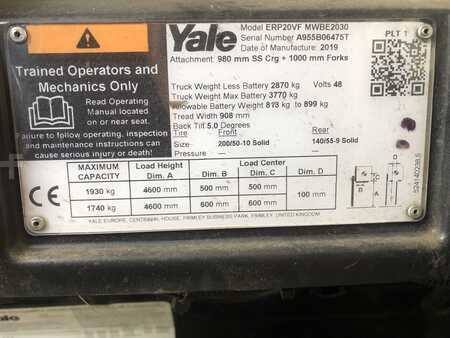 Yale
Model ERP20VF MWBE2030
Serial Number A955B06475T
Date of Manufacture 2019
PLT 1
Attachment: 980 mm SS Crg + 1000 mm Forks
Truck Weight Less Battery 2870 kg Volts 48
Truck Weight Max Battery 3770 kg
Allowable Battery Weight 813 kg to 899 kg
Tread Width 908 mm
Back Tilt 5.0 Degrees
Tire Front Rear
Size 200/50-10 Solid 140/55-9 Solid
Pressure — —
Trained Operators and
Mechanics Only
Read Operating
Manual located
on or near seat.
Failure to follow operating, inspection
and maintenance instructions can
cause serious injury or death!
MAXIMUM CAPACITY
Load Height Dim. A
Load Center
Dim. B Dim. C
Dim. D
1930 kg 4600 mm 500 mm 500 mm
100 mm
1740 kg 4600 mm 600 mm 600 mm
CE
YALE EUROPE, CENTENNIAL HOUSE, FRIMLEY BUSINESS PARK, FRIMLEY, UNITED KINGDOM
Yale